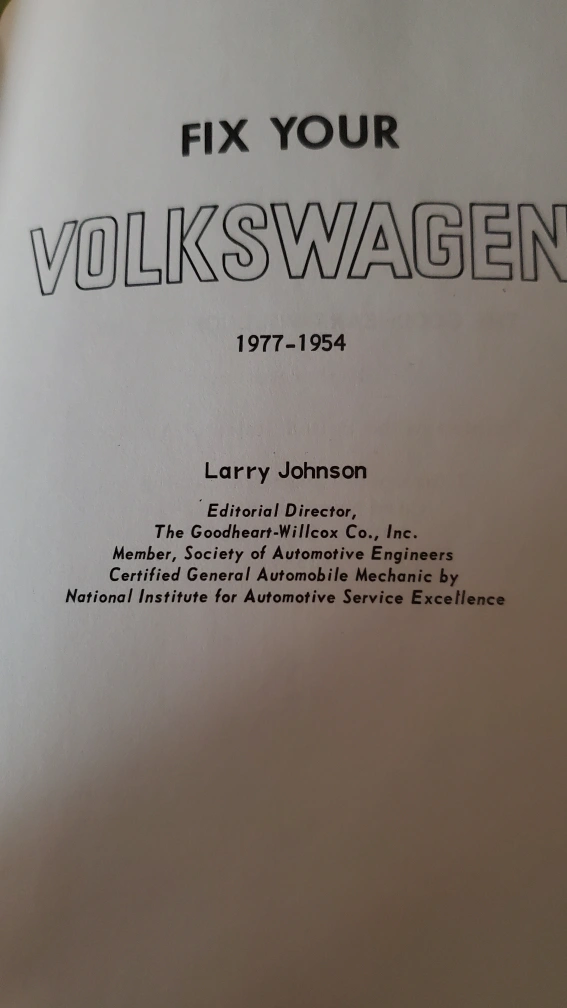 FIX YOUR
VOLKSWAGEN
1977-1954
Larry Johnson
Editorial Director,
The Goodheart-Willcox Co., Inc.
Member, Society of Automotive Engineers
Certified General Automobile Mechanic by
National Institute for Automotive Service Excellence